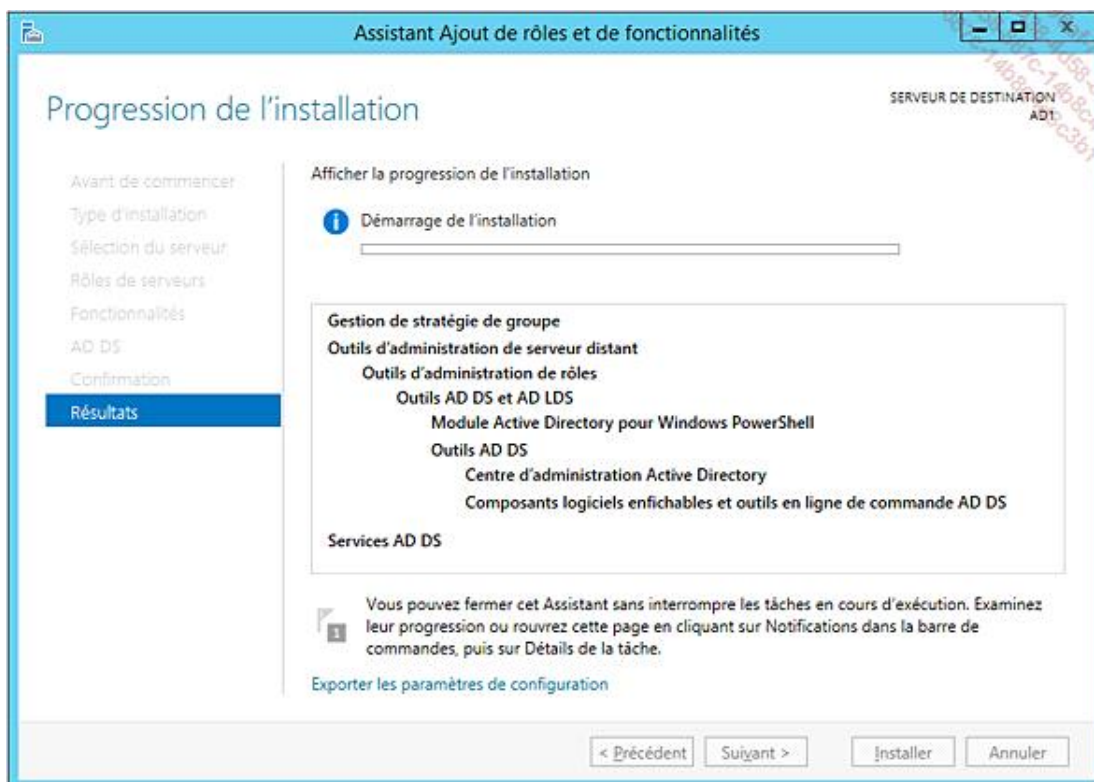 Assistant Ajout de rôles et de fonctionnalités
Progression de l'installation
SERVEUR DE DESTINATION
AD1
Avant de commencer
Type d'installation
Sélection du serveur
Rôles de serveurs
Fonctionnalités
AD DS
Confirmation
Résultats
Afficher la progression de l'installation
Démarrage de l'installation
Gestion de stratégie de groupe
Outils d'administration de serveur distant
Outils d'administration de rôles
Outils AD DS et AD LDS
Module Active Directory pour Windows PowerShell
Outils AD DS
Centre d'administration Active Directory
Composants logiciels enfichables et outils en ligne de commande AD DS
Services AD DS
1
Vous pouvez fermer cet Assistant sans interrompre les tâches en cours d'exécution. Examinez
leur progression ou rouvrez cette page en cliquant sur Notifications dans la barre de
commandes, puis sur Détails de la tâche.
Exporter les paramètres de configuration
< Précédent
Suivant >
Installer
Annuler